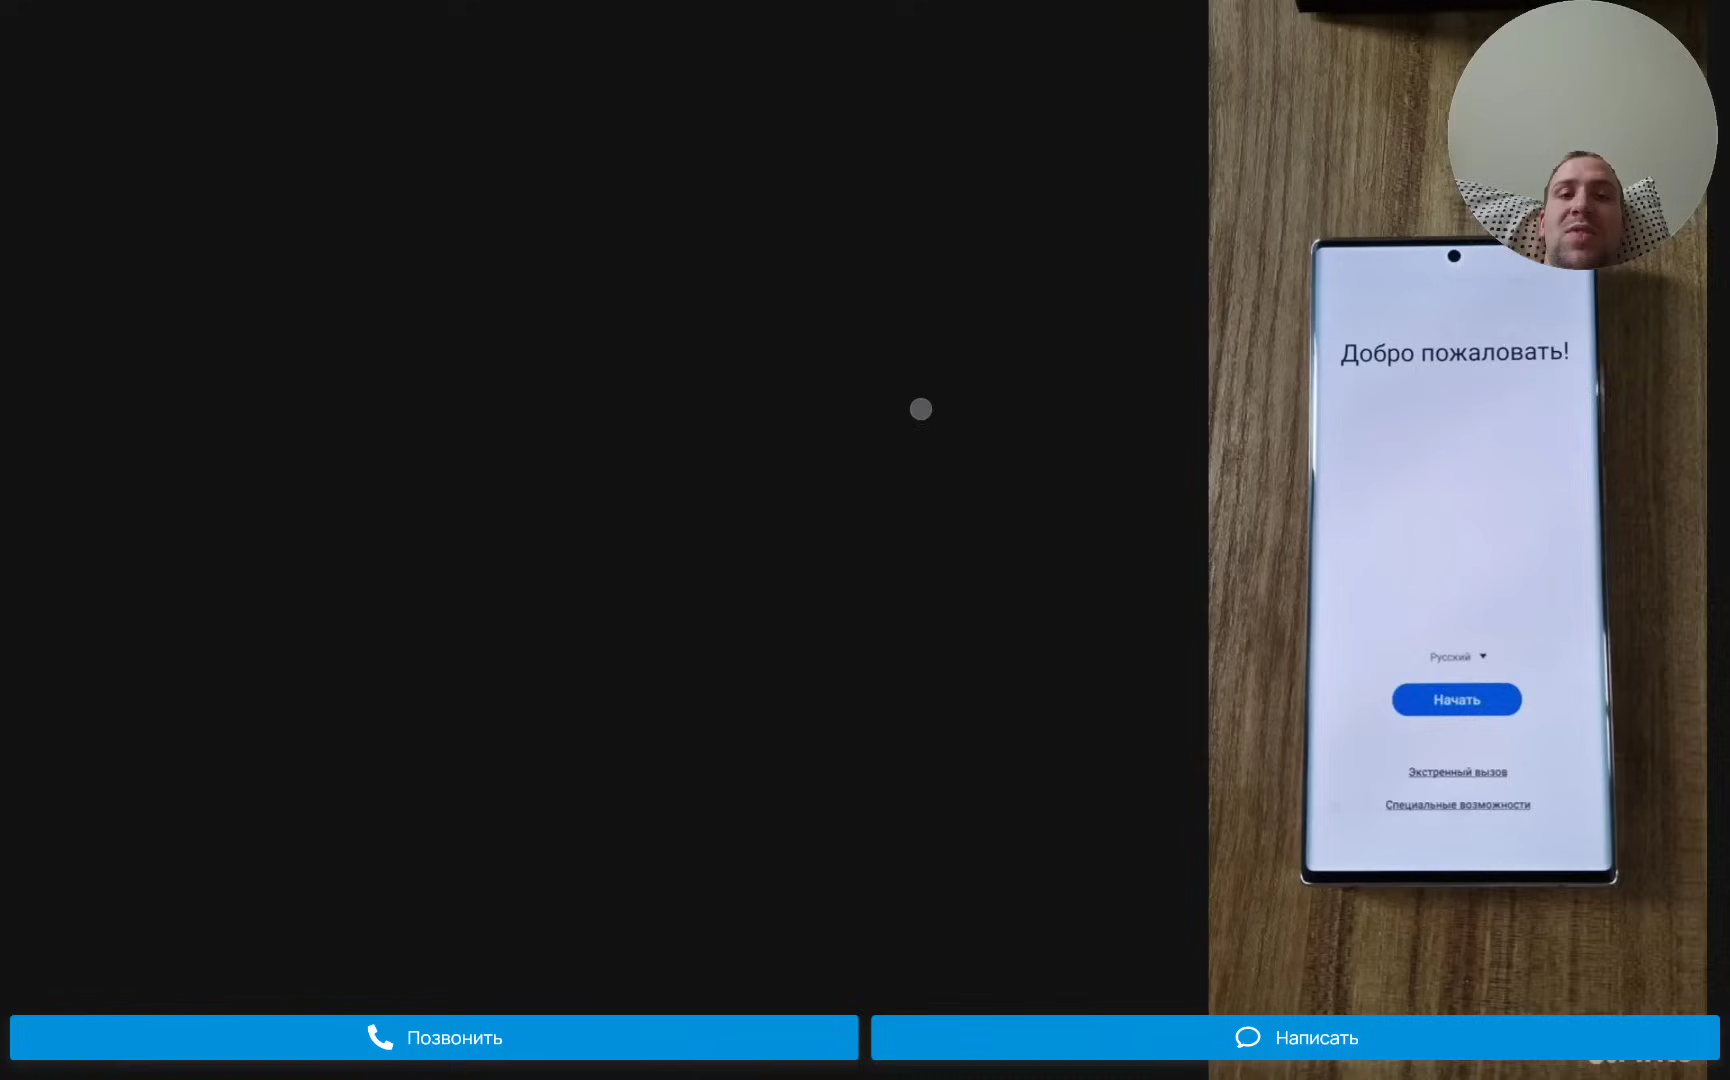 Добро пожаловать!
Русский
Начать
Экстренный вызов
Специальные возможности
Позвонить
Написать